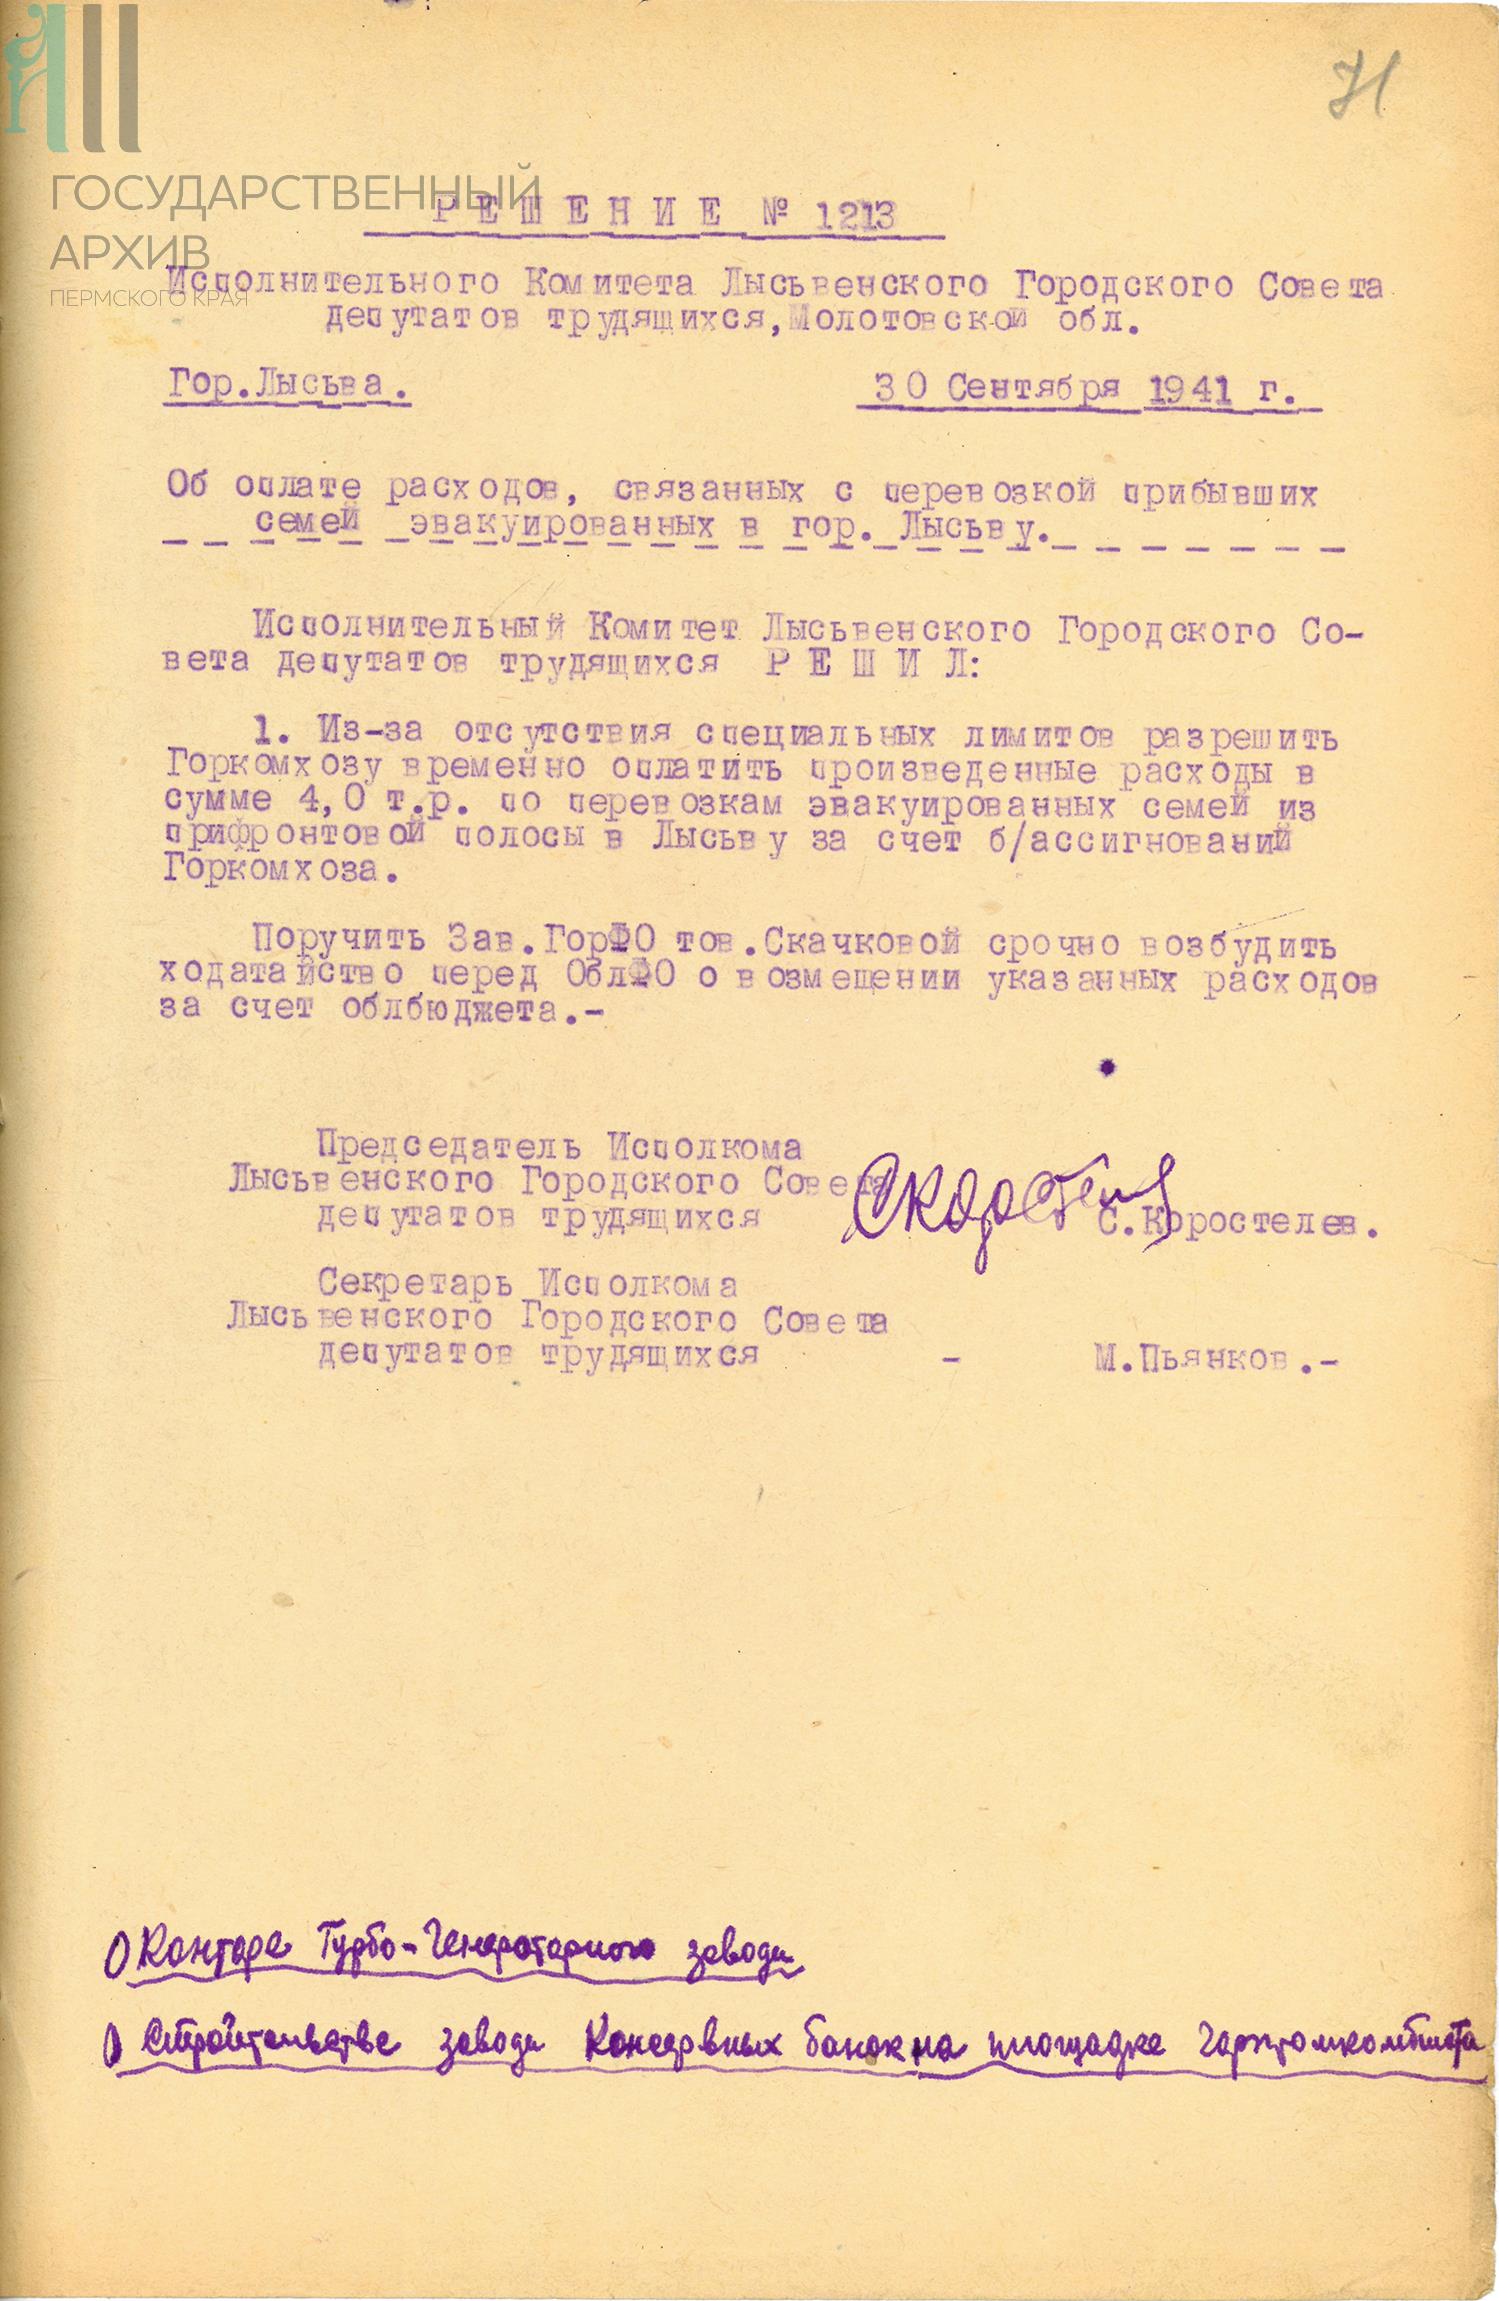 71
ГОСУДАРСТВЕННЫЙ
АРХИВ
ПЕРМСКОГО КРАЯ
РЕШЕНИЕ № 1213
Исполнительного Комитета Лысьвенского Городского Совета
депутатов трудящихся, Молотовской обл.
Гор. Лысьва. 30 Сентября 1941 г.
Об оплате расходов, связанных с перевозкой прибывших
семей эвакуированных в гор. Лысьву.
Исполнительный Комитет Лысьвенского Городского Со-
вета депутатов трудящихся Р Е Ш И Л:
1. Из-за отсутствия специальных лимитов разрешить
Горкомхозу временно оплатить произведенные расходы в
сумме 4,0 т.р. по перевозкам эвакуированных семей из
прифронтовой полосы в Лысьву за счет б/ассигнований
Горкомхоза.
Поручить Зав. ГорФО тов. Скачковой срочно возбудить
ходатайство перед ОблФО о возмещении указанных расходов
за счет облбюджета.-
Председатель Исполкома
Лысьвенского Городского Совета
депутатов трудящихся С. Коростелев.
Секретарь Исполкома
Лысьвенского Городского Совета
депутатов трудящихся - М. Пьянков.-
О Конторе Турбо-Генераторного завода
О Строительстве завода Консервных банок на площадке